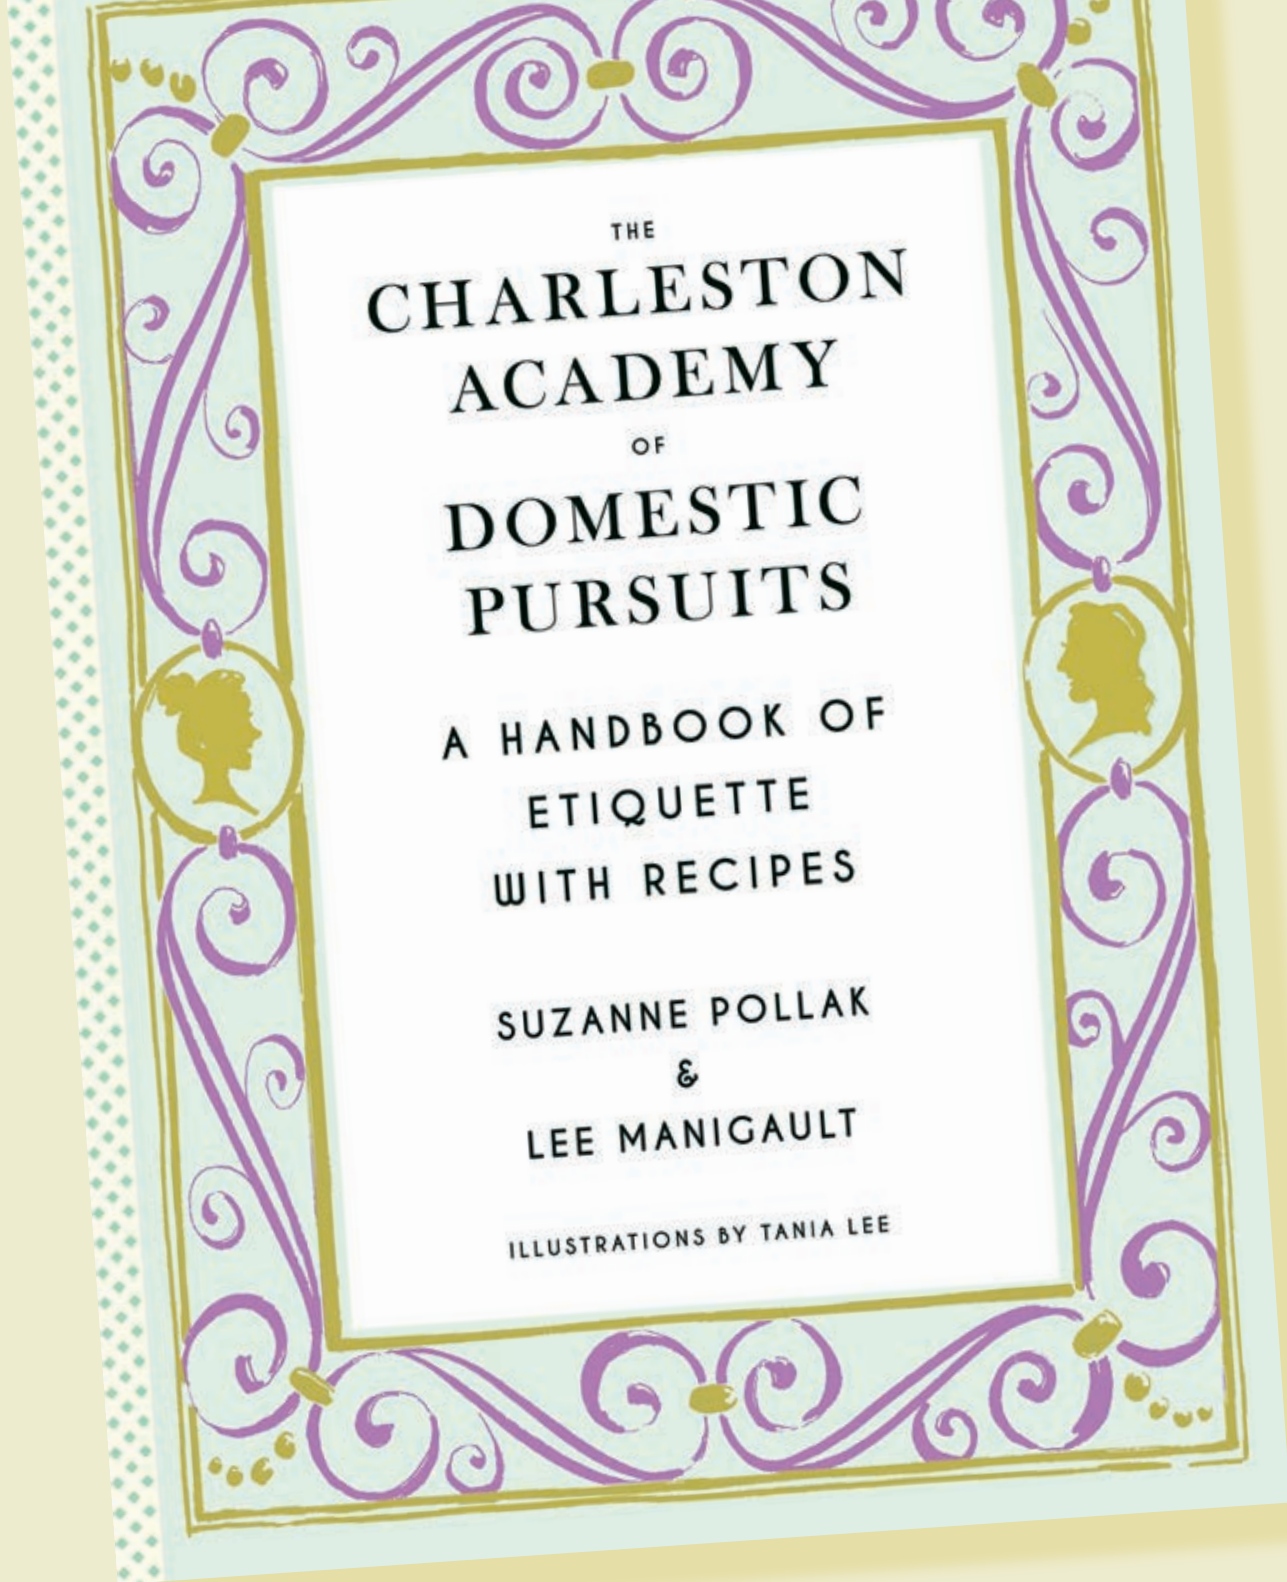 THE
CHARLESTON
ACADEMY
OF
DOMESTIC
PURSUITS
A HANDBOOK OF
ETIQUETTE
WITH RECIPES
SUZANNE POLLAK
&
LEE MANIGAULT
ILLUSTRATIONS BY TANIA LEE